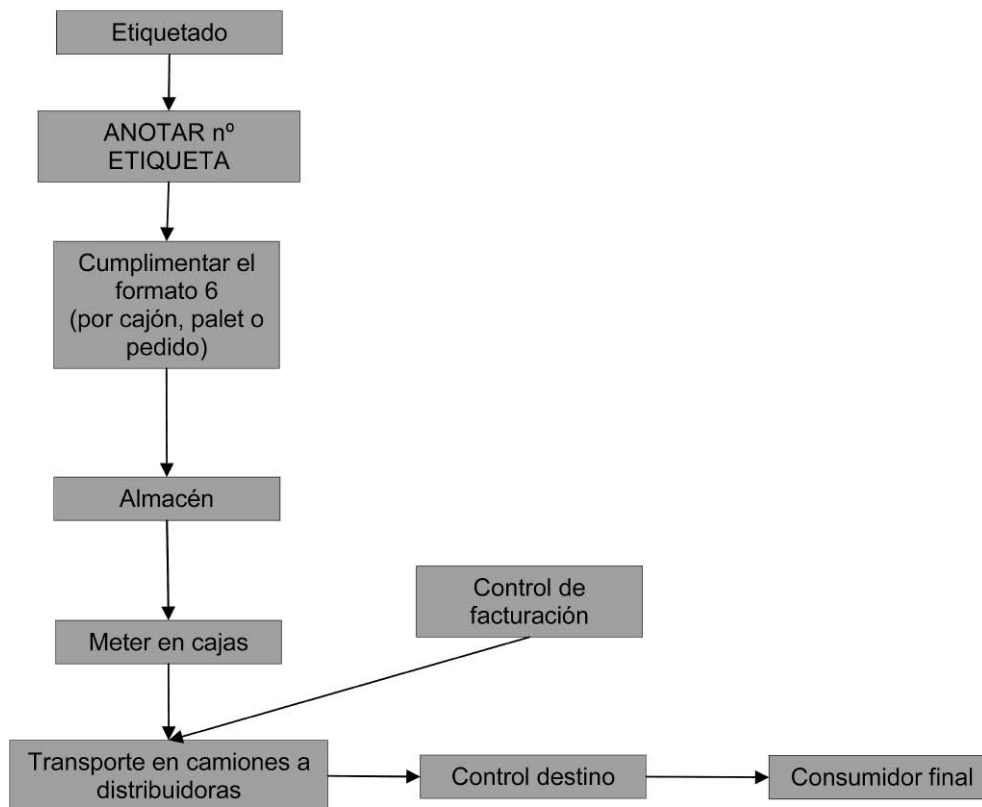 Etiquetado
ANOTAR nº
ETIQUETA
Cumplimentar el
formato 6
(por cajón, palet o
pedido)
Almacén
Control de
facturación
Meter en cajas
Transporte en camiones a
distribuidoras
Control destino
Consumidor final